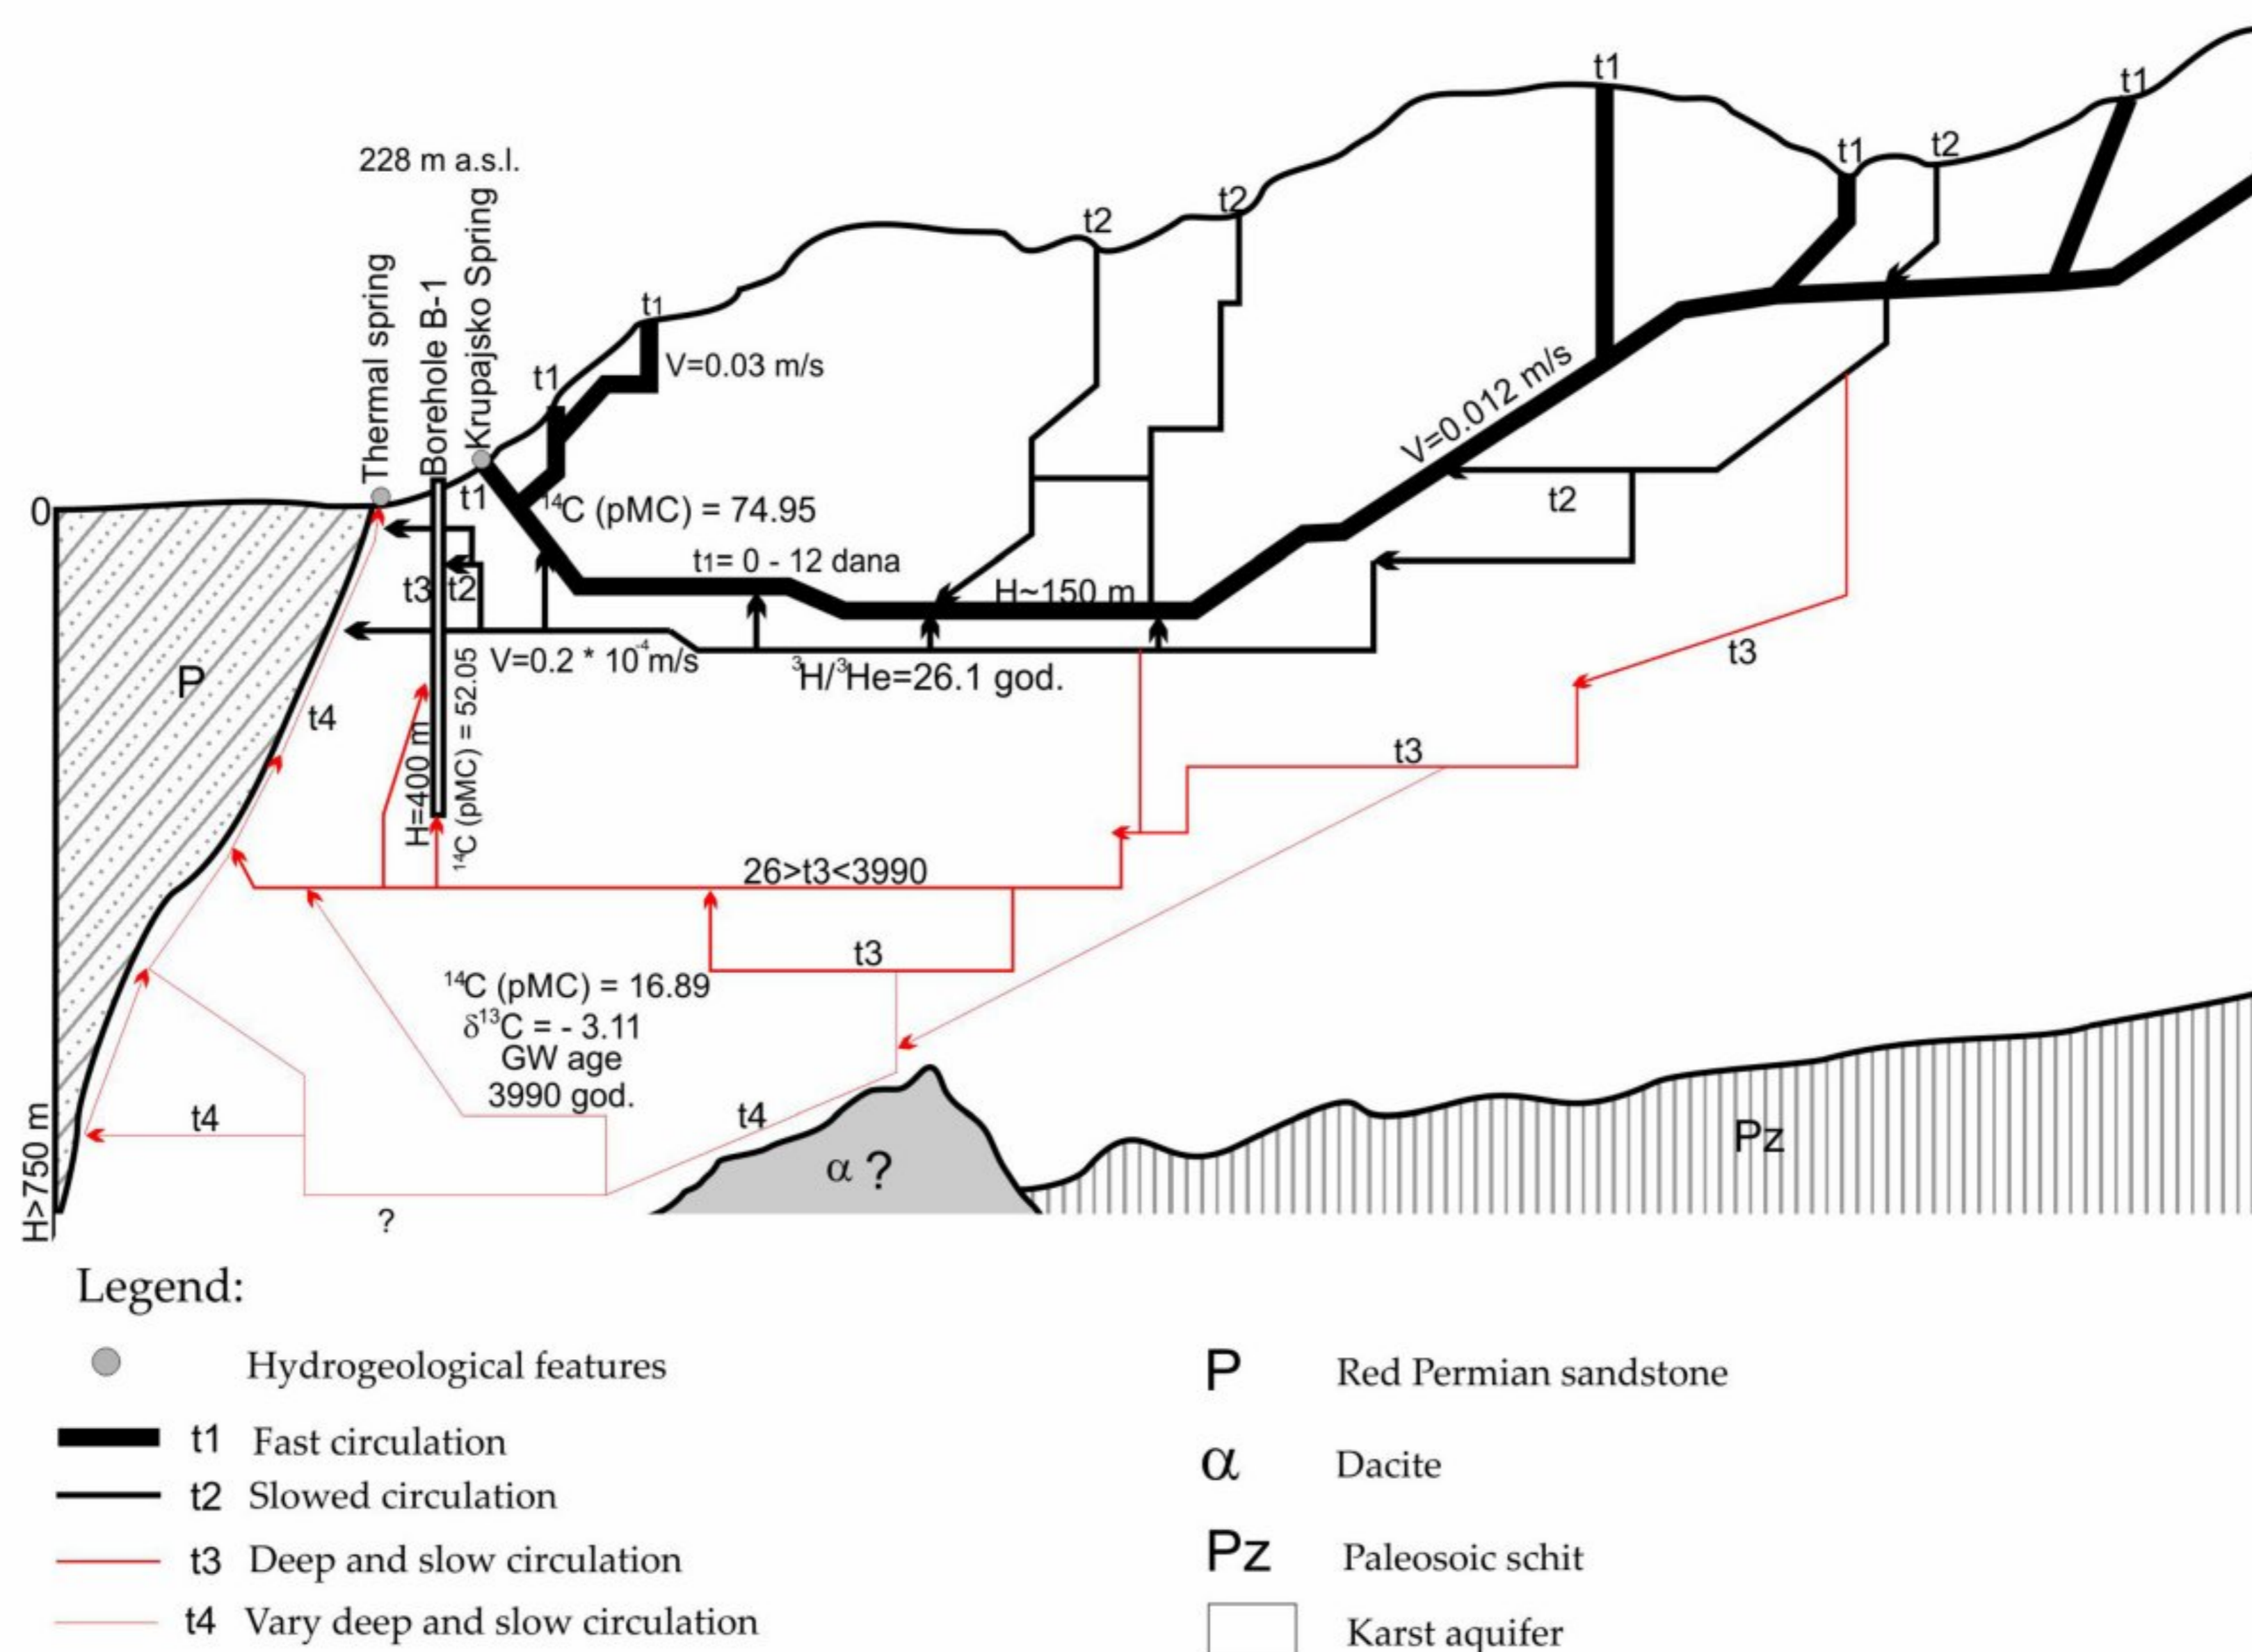 t1
t1
228 m a.s.l.
t1
t2
t2
t2
Thermal spring
Borehole B-1
Krupajsko Spring
t1
V=0.03 m/s
t1
V=0.012 m/s
0
t1
14C (pMC) = 74.95
t2
t1= 0 - 12 dana
t3
t2
H~150 m
P
V=0.2 * 10-4m/s
3H/3He=26.1 god.
t3
t4
H=400 m
14C (pMC) = 52.05
t3
26>t3<3990
t3
14C (pMC) = 16.89
δ13C = - 3.11
GW age
3990 god.
t4
t4
α ?
Pz
H>750 m
?
Legend:
Hydrogeological features
t1 Fast circulation
t2 Slowed circulation
t3 Deep and slow circulation
t4 Vary deep and slow circulation
P Red Permian sandstone
α Dacite
Pz Paleosoic schit
Karst aquifer